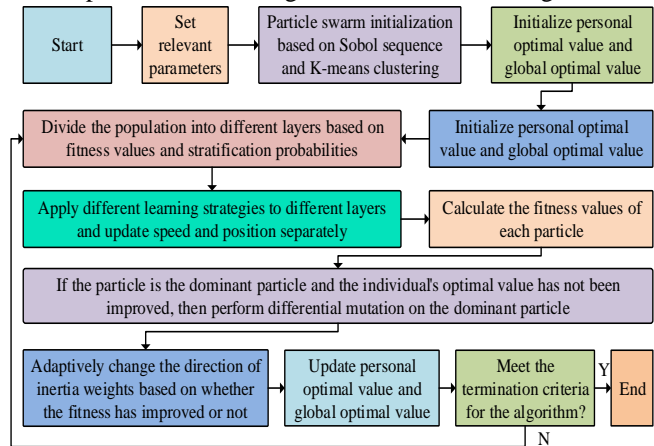 Start
Set
relevant
parameters
Particle swarm initialization
based on Sobol sequence
and K-means clustering
Initialize personal
optimal value and
global optimal value
Divide the population into different layers based on
fitness values and stratification probabilities
Initialize personal optimal
value and global optimal value
Apply different learning strategies to different layers
and update speed and position separately
Calculate the fitness values of
each particle
If the particle is the dominant particle and the individual's optimal value has not been
improved, then perform differential mutation on the dominant particle
Adaptively change the direction of
inertia weights based on whether
the fitness has improved or not
Update personal
optimal value and
global optimal value
Meet the
termination criteria
for the algorithm?
Y
End
N